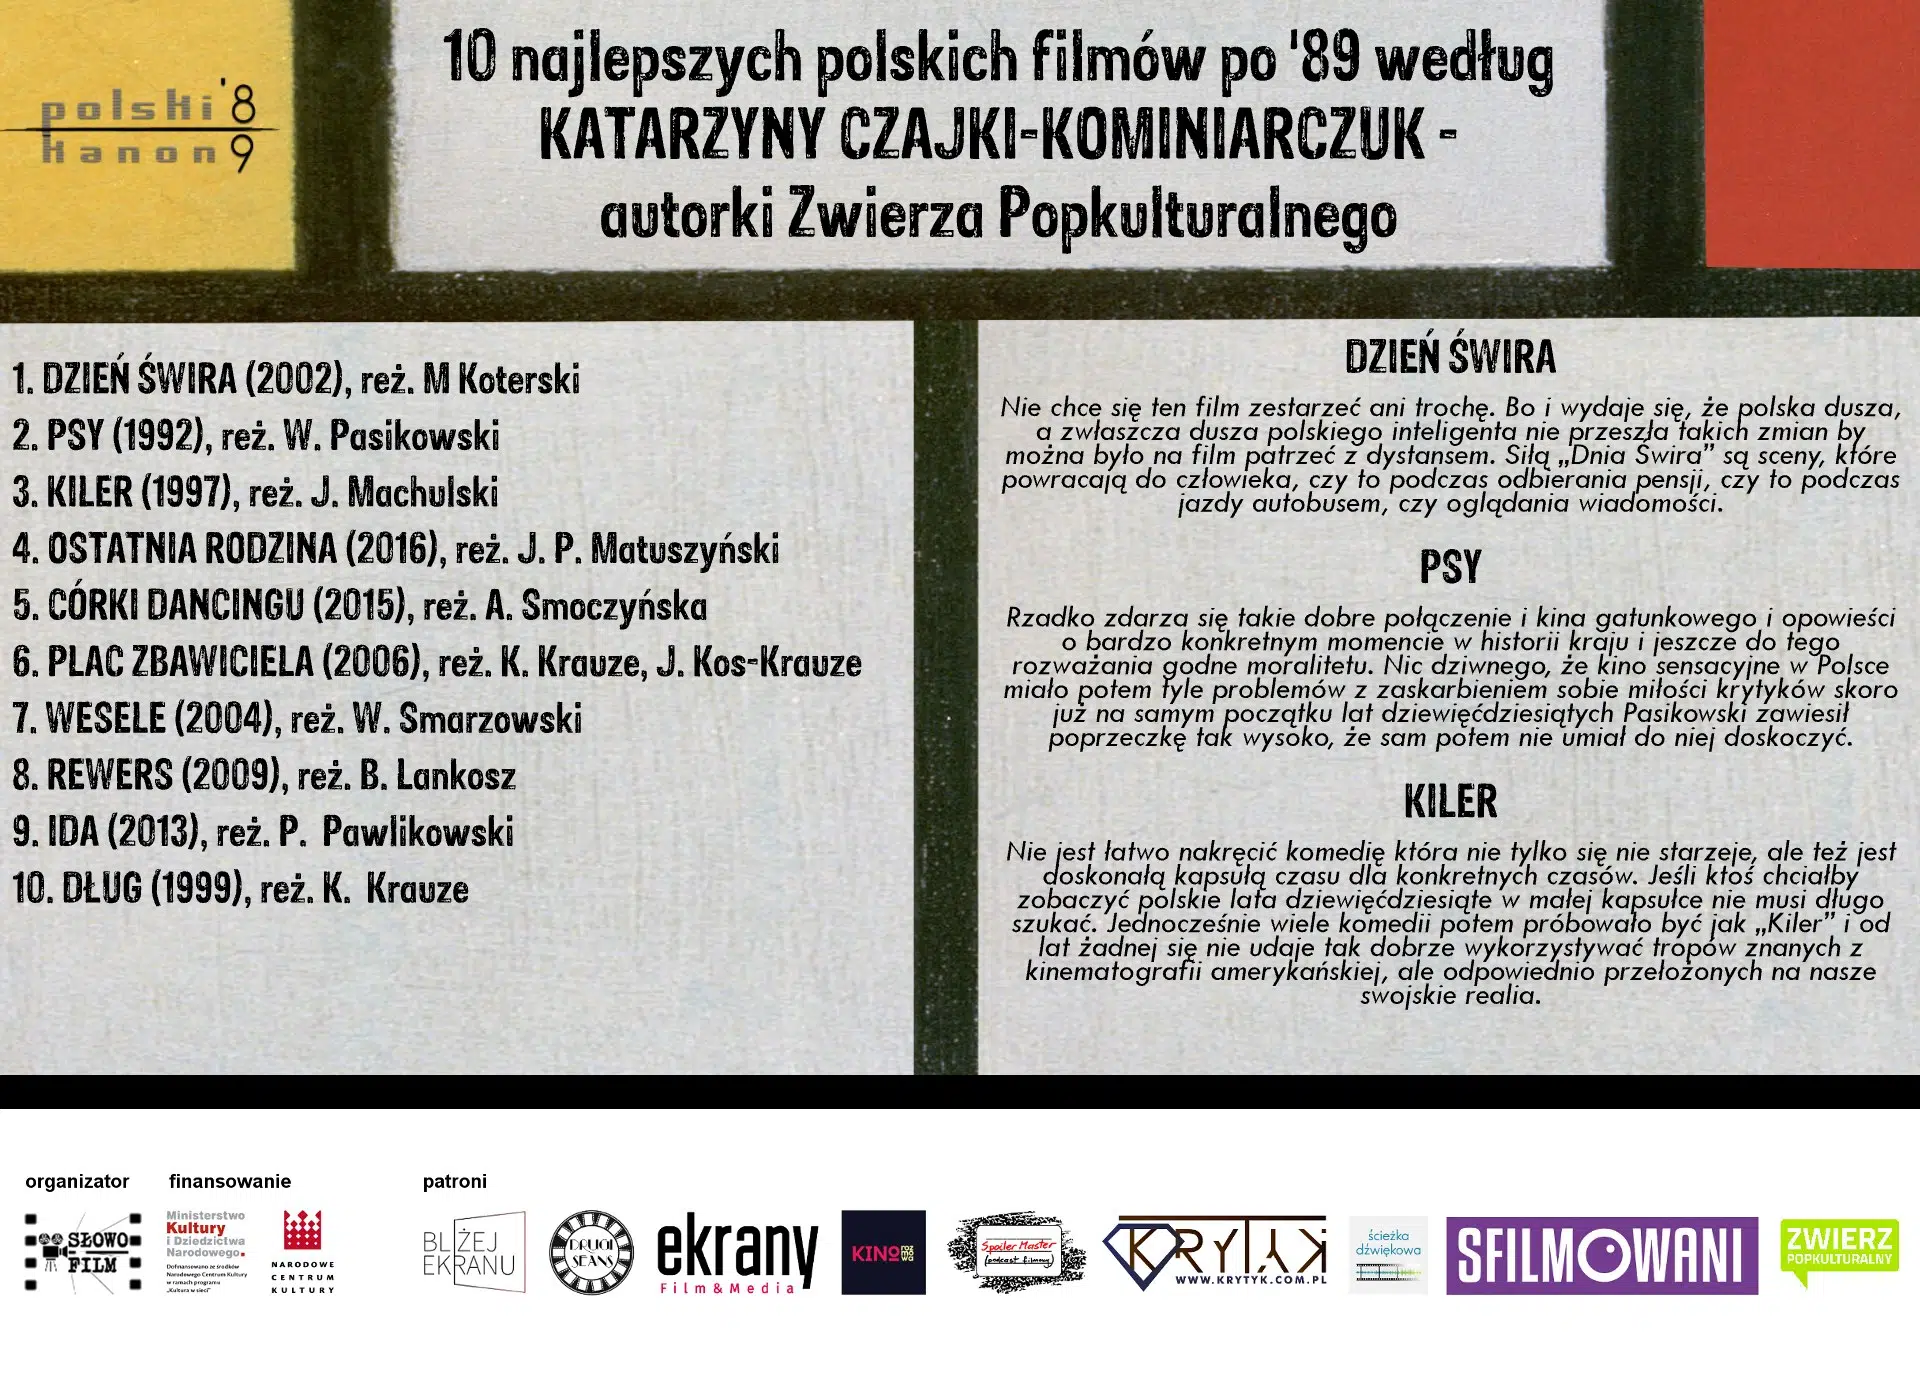 polski '8
kanon 9
10 najlepszych polskich filmów po '89 według
KATARZYNY CZAJKI-KOMINIARCZUK -
autorki Zwierza Popkulturalnego
1. DZIEŃ ŚWIRA (2002), reż. M Koterski
2. PSY (1992), reż. W. Pasikowski
3. KILER (1997), reż. J. Machulski
4. OSTATNIA RODZINA (2016), reż. J. P. Matuszyński
5. CÓRKI DANCINGU (2015), reż. A. Smoczyńska
6. PLAC ZBAWICIELA (2006), reż. K. Krauze, J. Kos-Krauze
7. WESELE (2004), reż. W. Smarzowski
8. REWERS (2009), reż. B. Lankosz
9. IDA (2013), reż. P. Pawlikowski
10. DŁUG (1999), reż. K. Krauze
DZIEŃ ŚWIRA
Nie chce się ten film zestarzeć ani trochę. Bo i wydaje się, że polska dusza,
a zwłaszcza dusza polskiego inteligenta nie przeszła takich zmian by
można było na film patrzeć z dystansem. Siłą „Dnia Świra” są sceny, które
powracają do człowieka, czy to podczas odbierania pensji, czy to podczas
jazdy autobusem, czy oglądania wiadomości.
PSY
Rzadko zdarza się takie dobre połączenie i kina gatunkowego i opowieści
o bardzo konkretnym momencie w historii kraju i jeszcze do tego
rozważania godne moralitetu. Nic dziwnego, że kino sensacyjne w Polsce
miało potem tyle problemów z zaskarbieniem sobie miłości krytyków skoro
już na samym początku lat dziewięćdziesiątych Pasikowski zawiesił
poprzeczkę tak wysoko, że sam potem nie umiał do niej doskoczyć.
KILER
Nie jest łatwo nakręcić komedię która nie tylko się nie starzeje, ale też jest
doskonałą kapsułą czasu dla konkretnych czasów. Jeśli ktoś chciałby
zobaczyć polskie lata dziewięćdziesiąte w małej kapsułce nie musi długo
szukać. Jednocześnie wiele komedii potem próbowało być jak „Kiler” i od
lat żadnej się nie udaje tak dobrze wykorzystywać tropów znanych z
kinematografii amerykańskiej, ale odpowiednio przełożonych na nasze
swojskie realia.
organizator
finansowanie
patroni
SŁOWO
FILM
Ministerstwo
Kultury
i Dziedzictwa
Narodowego.
Dofinansowano ze środków
Narodowego Centrum Kultury
w ramach programu
„Kultura w sieci”
NARODOWE
CENTRUM
KULTURY
BLIŻEJ
EKRANU
DRUGI
SEANS
ekrany
Film&Media
KINO roz
mo
wa
Spoiler Master
(podcast filmowy)
KRYTYK
WWW.KRYTYK.COM.PL
ścieżka
dźwiękowa
SFILMOWANI
ZWIERZ
POPKULTURALNY